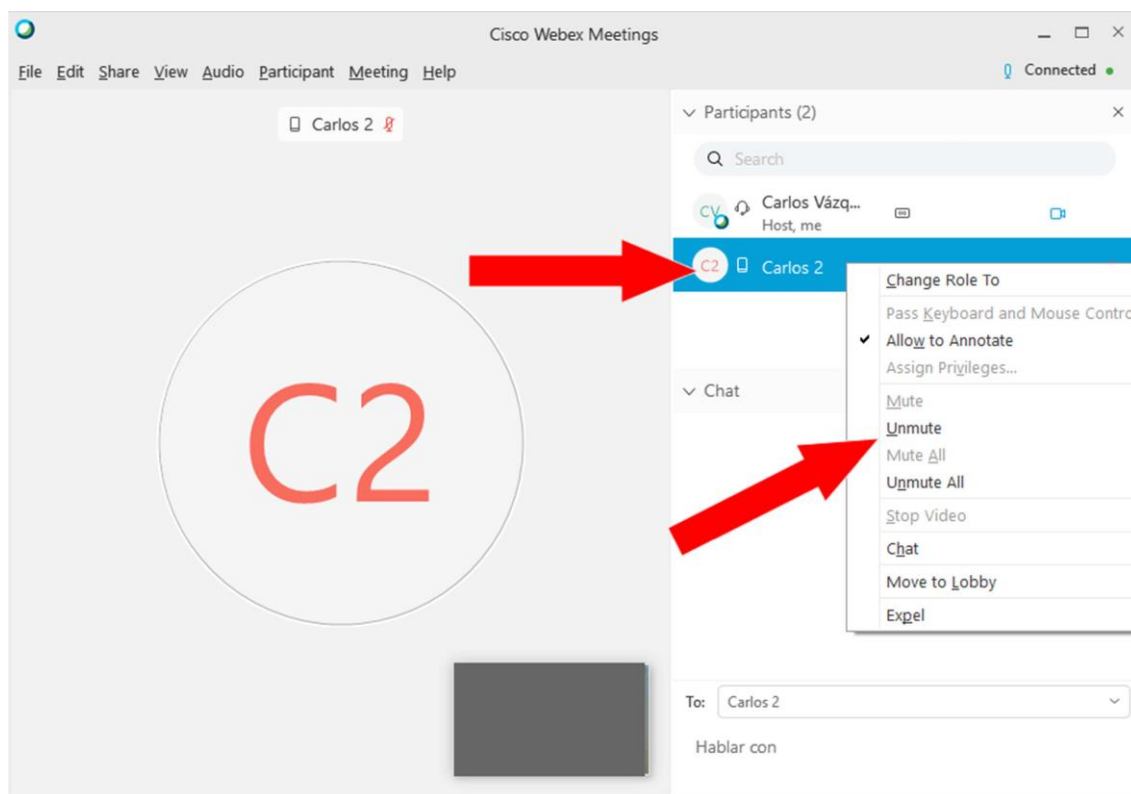 Cisco Webex Meetings
File Edit Share View Audio Participant Meeting Help
Connected
Carlos 2
Participants (2)
Search
CV
Carlos Vázq...
Host, me
C2
Carlos 2
C2
Change Role To
Pass Keyboard and Mouse Contro
Allow to Annotate
Assign Privileges...
Mute
Unmute
Mute All
Unmute All
Stop Video
Chat
Move to Lobby
Expel
Chat
To: Carlos 2
Hablar con